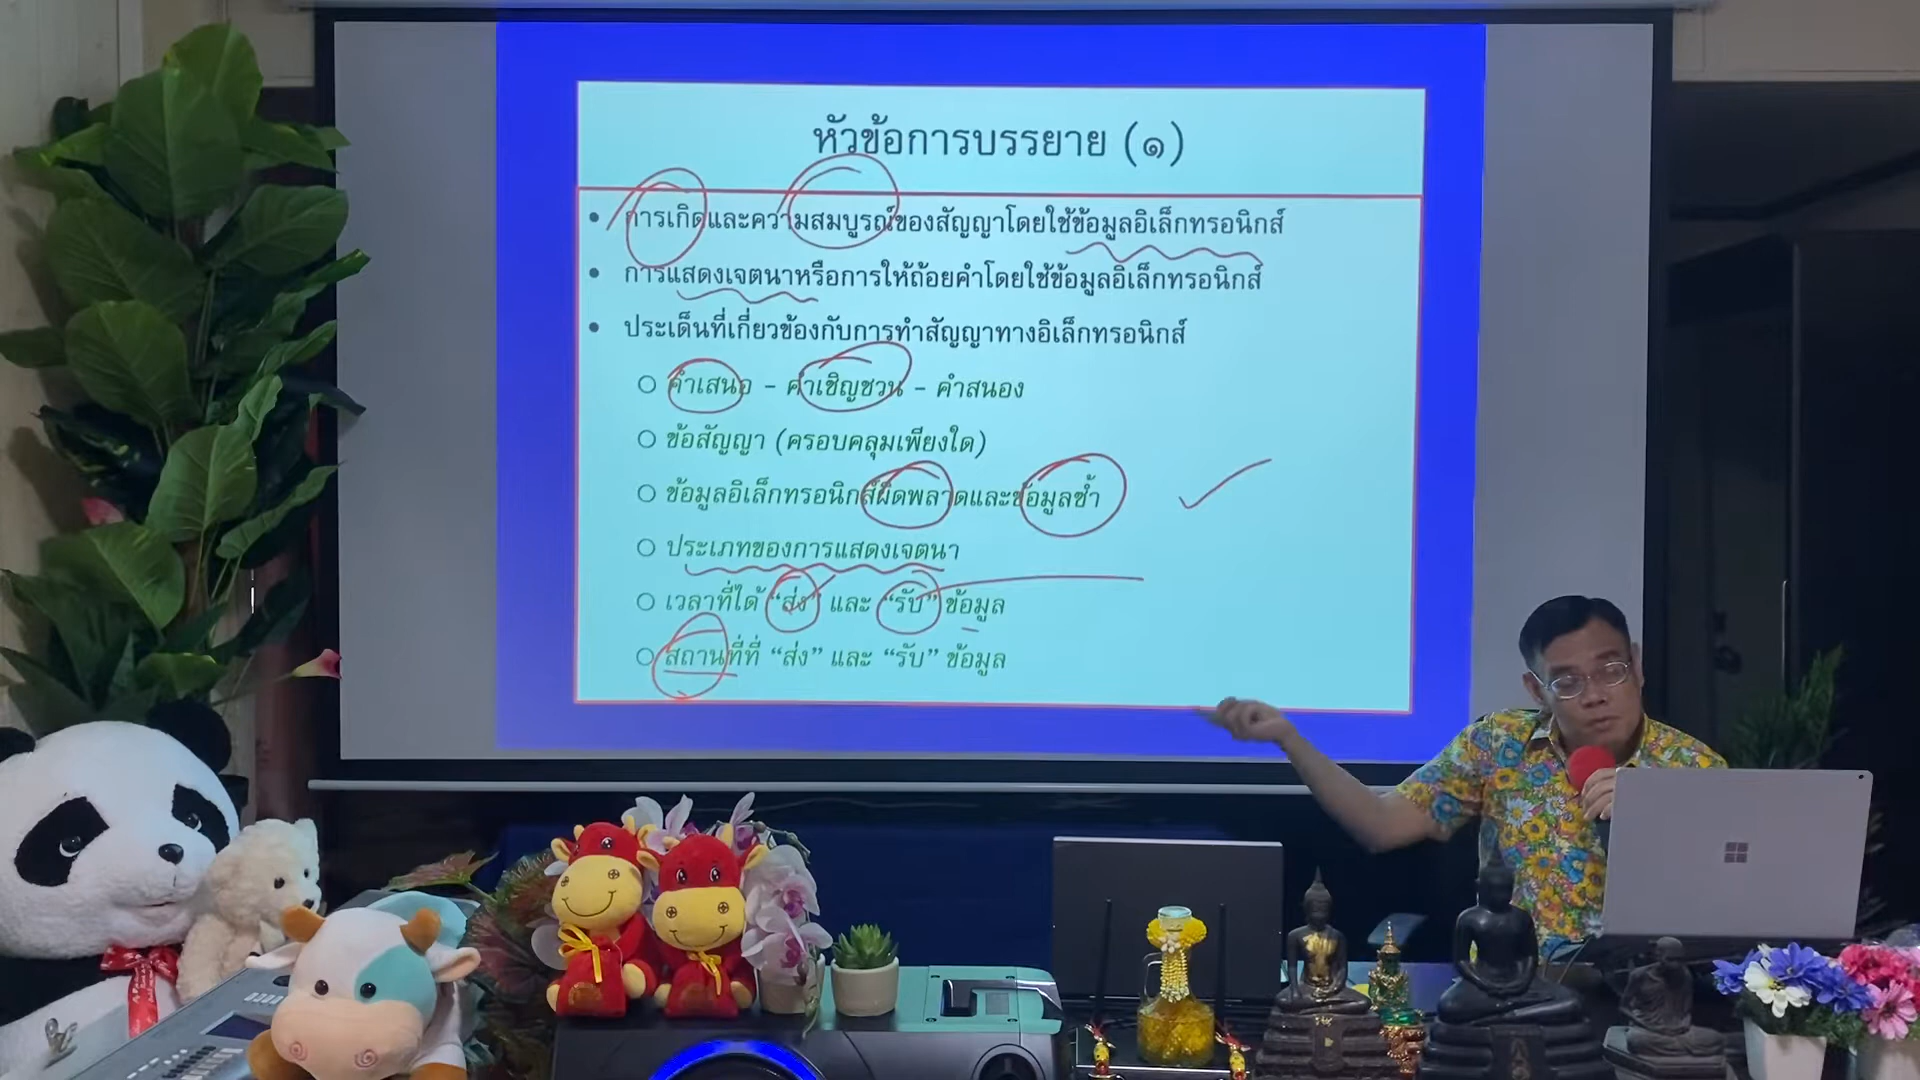 หัวข้อการบรรยาย (๑)
• การเกิดและความสมบูรณ์ของสัญญาโดยใช้ข้อมูลอิเล็กทรอนิกส์
• การแสดงเจตนาหรือการให้ถ้อยคำโดยใช้ข้อมูลอิเล็กทรอนิกส์
• ประเด็นที่เกี่ยวข้องกับการทำสัญญาทางอิเล็กทรอนิกส์
○ คำเสนอ - คำเชิญชวน - คำสนอง
○ ข้อสัญญา (ครอบคลุมเพียงใด)
○ ข้อมูลอิเล็กทรอนิกส์ผิดพลาดและข้อมูลซ้ำ
○ ประเภทของการแสดงเจตนา
○ เวลาที่ได้ “ส่ง” และ “รับ” ข้อมูล
○ สถานที่ที่ “ส่ง” และ “รับ” ข้อมูล